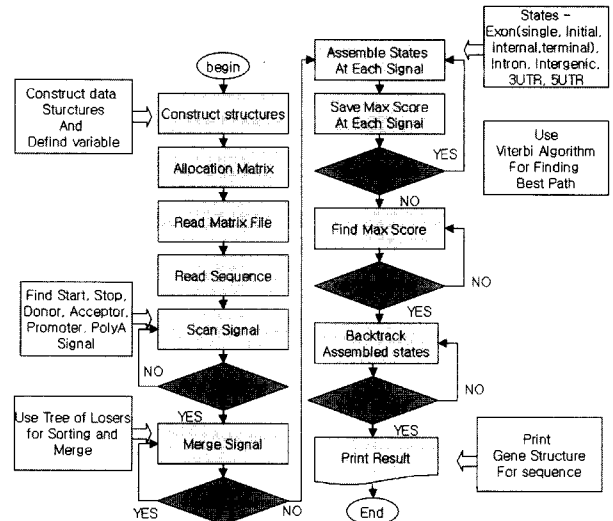 begin
Construct data
Sturctures
And
Defind variable
Construct structures
Allocation Matrix
Read Matrix File
Read Sequence
Find Start, Stop,
Donor, Acceptor,
Promoter, PolyA
Signal
Scan Signal
NO
YES
Use Tree of Losers
for Sorting and
Merge
Merge Signal
YES
NO
Assemble States
At Each Signal
States -
Exon(single, Initial,
internal,terminal),
Intron, Intergenic,
3UTR, 5UTR
Save Max Score
At Each Signal
YES
NO
Use
Viterbi Algorithm
For Finding
Best Path
Find Max Score
NO
YES
Backtrack
Assembled states
NO
YES
Print Result
Print
Gene Structure
For sequence
End